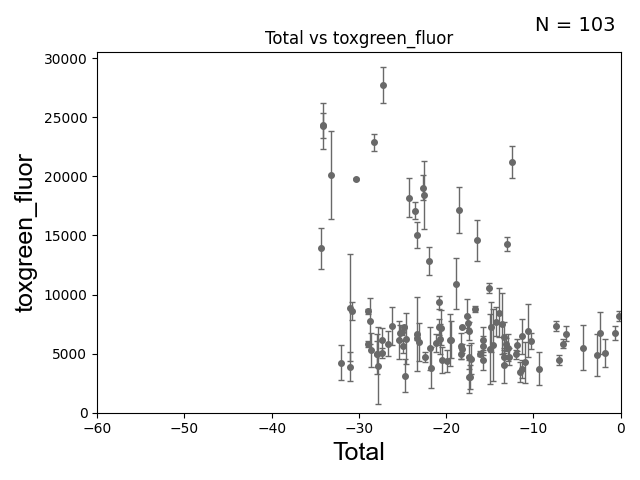 N = 103
Total vs toxgreen_fluor
toxgreen_fluor
30000
25000
20000
15000
10000
5000
0
−60 −50 −40 −30 −20 −10 0
Total